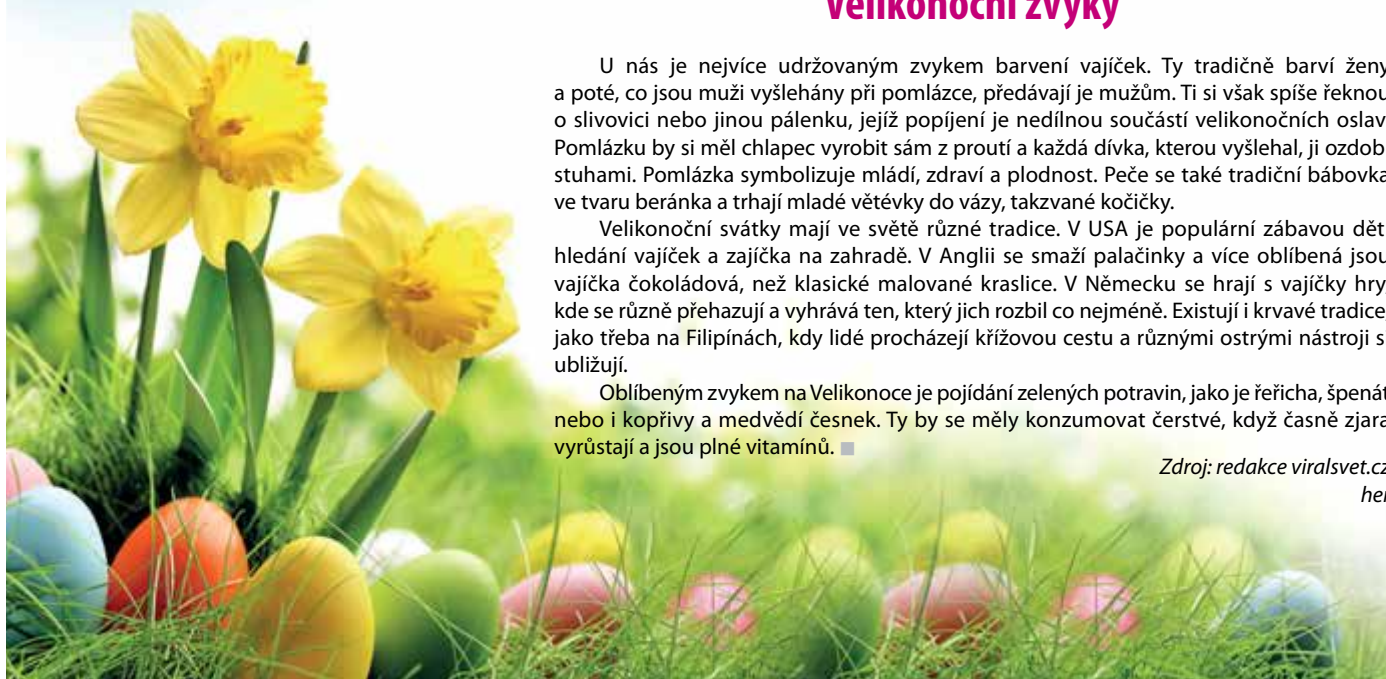 Velikonoční zvyky
U nás je nejvíce udržovaným zvykem barvení vajíček. Ty tradičně barví ženy
a poté, co jsou muži vyšlehány při pomlázce, předávají je mužům. Ti si však spíše řeknou
o slivovici nebo jinou pálenku, jejíž popíjení je nedílnou součástí velikonočních oslav
Pomlázku by si měl chlapec vyrobit sám z proutí a každá dívka, kterou vyšlehal, ji ozdob
stuhami. Pomlázka symbolizuje mládí, zdraví a plodnost. Peče se také tradiční bábovka
ve tvaru beránka a trhají mladé větévky do vázy, takzvané kočičky.
Velikonoční svátky mají ve světě různé tradice. V USA je populární zábavou dět
hledání vajíček a zajíčka na zahradě. V Anglii se smaží palačinky a více oblíbená jsou
vajíčka čokoládová, než klasické malované kraslice. V Německu se hrají s vajíčky hry
kde se různě přehazují a vyhrává ten, který jich rozbil co nejméně. Existují i krvavé tradice
jako třeba na Filipínách, kdy lidé procházejí křížovou cestu a různými ostrými nástroji s
ubližují.
Oblíbeným zvykem na Velikonoce je pojídání zelených potravin, jako je řeřicha, špenát
nebo i kopřivy a medvědí česnek. Ty by se měly konzumovat čerstvé, když časně zjara
vyrůstají a jsou plné vitamínů.
Zdroj: redakce viralsvet.cz
her